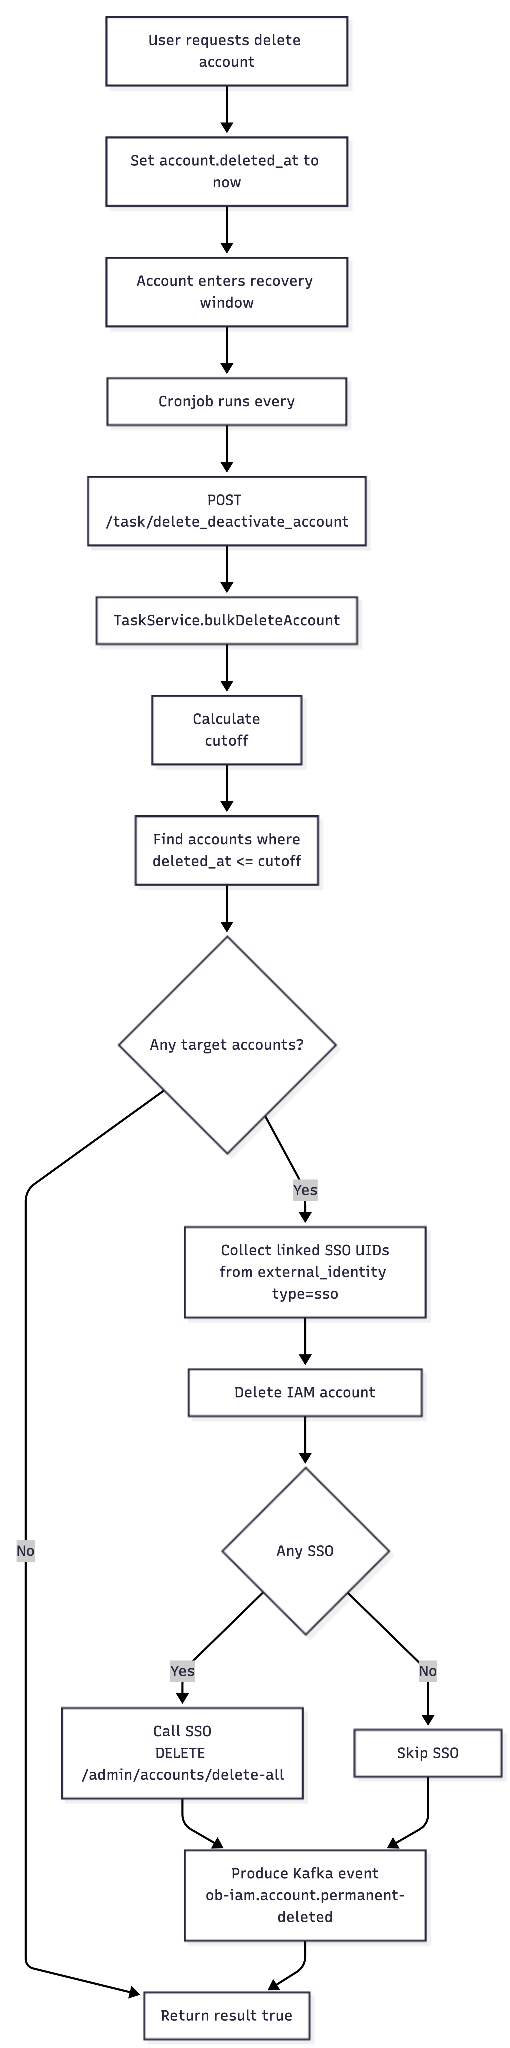 User requests delete
account
Set account.deleted_at to
now
Account enters recovery
window
Cronjob runs every
POST
/task/delete_deactivate_account
TaskService.bulkDeleteAccount
Calculate
cutoff
Find accounts where
deleted_at <= cutoff
Any target accounts?
Yes
Collect linked SSO UIDs
from external_identity
type=sso
Delete IAM account
Any SSO
No
Yes
No
Call SSO
DELETE
/admin/accounts/delete-all
Skip SSO
Produce Kafka event
ob-iam.account.permanent-
deleted
Return result true